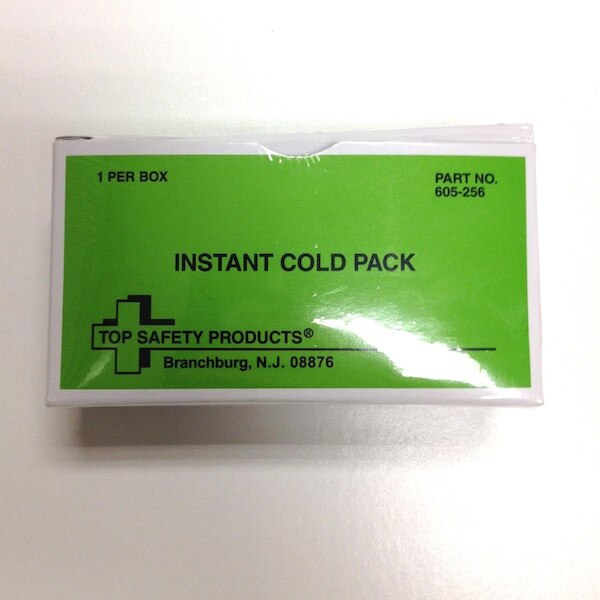 1 PER BOX
PART NO.
605-256
INSTANT COLD PACK
TOP SAFETY PRODUCTS®
Branchburg, N.J. 08876